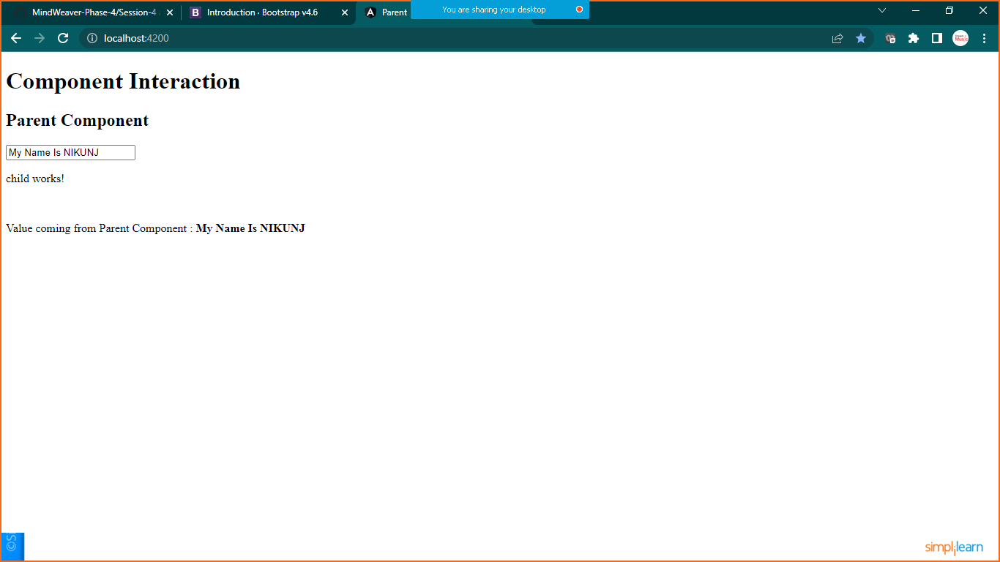 MindWeaver-Phase-4/Session-4
Introduction · Bootstrap v4.6
Parent
You are sharing your desktop
localhost:4200
Component Interaction
Parent Component
My Name Is NIKUNJ
child works!
Value coming from Parent Component : My Name Is NIKUNJ
simplilearn